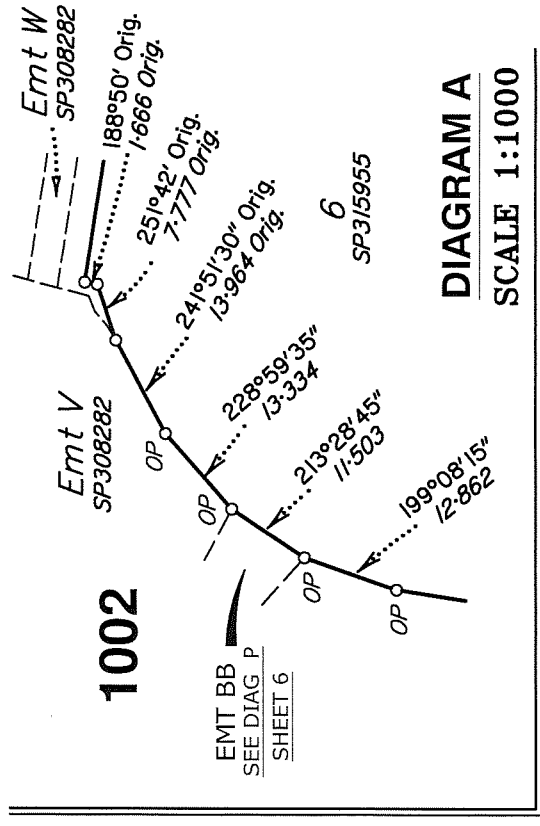 Emt W
SP308282
188°50' Orig.
1·666 Orig.
251°42' Orig.
7·777 Orig.
241°51'30" Orig.
13·964 Orig.
Emt V
SP308282
6
SP315955
OP
228°59'35"
13·334
OP
213°28'45"
11·503
1002
OP
199°08'15"
12·862
OP
EMT BB
SEE DIAG P
SHEET 6
DIAGRAM A
SCALE 1:1000